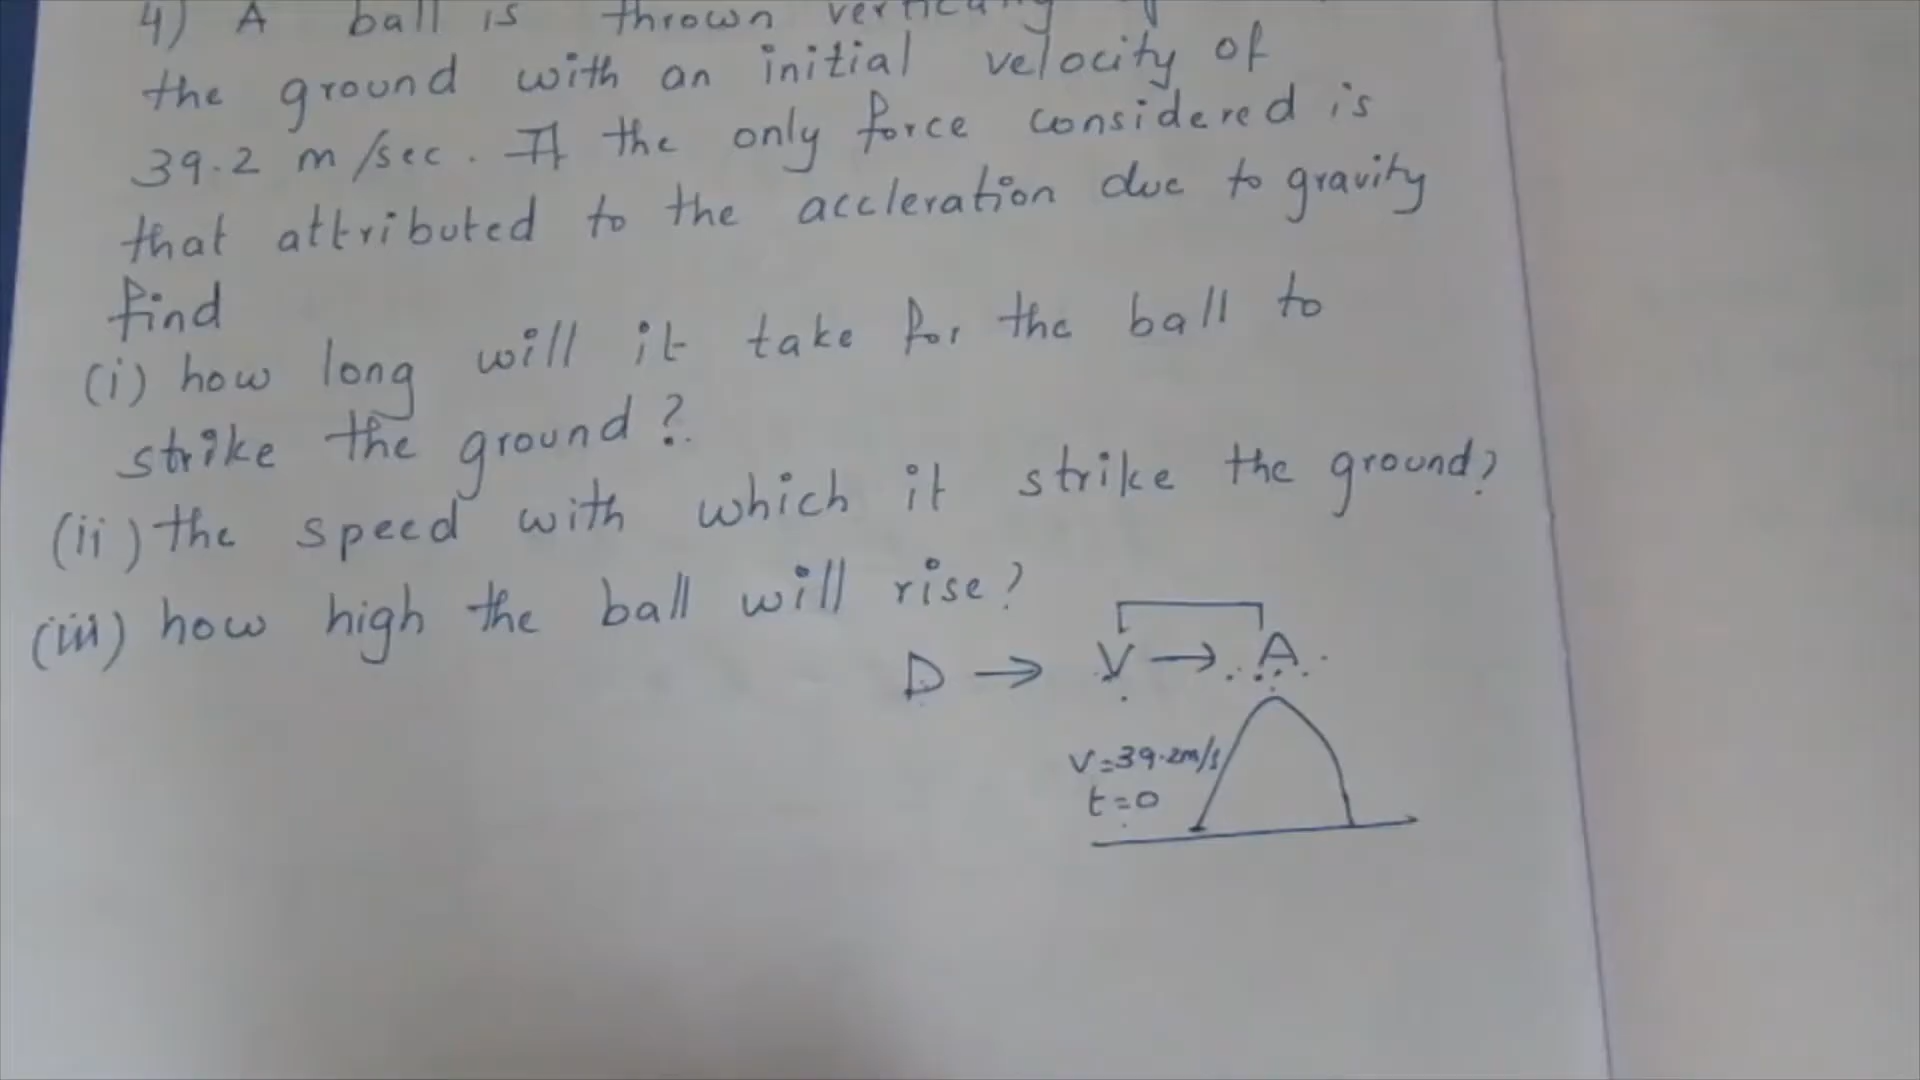 4) A ball is thrown vertically
the ground with an initial velocity of
39.2 m/sec. If the only force considered is
that attributed to the accleration due to gravity
find
(i) how long will it take for the ball to
strike the ground?
(ii) the speed with which it strike the ground?
(iii) how high the ball will rise?
D → V → A
V=39.2m/s
t=0